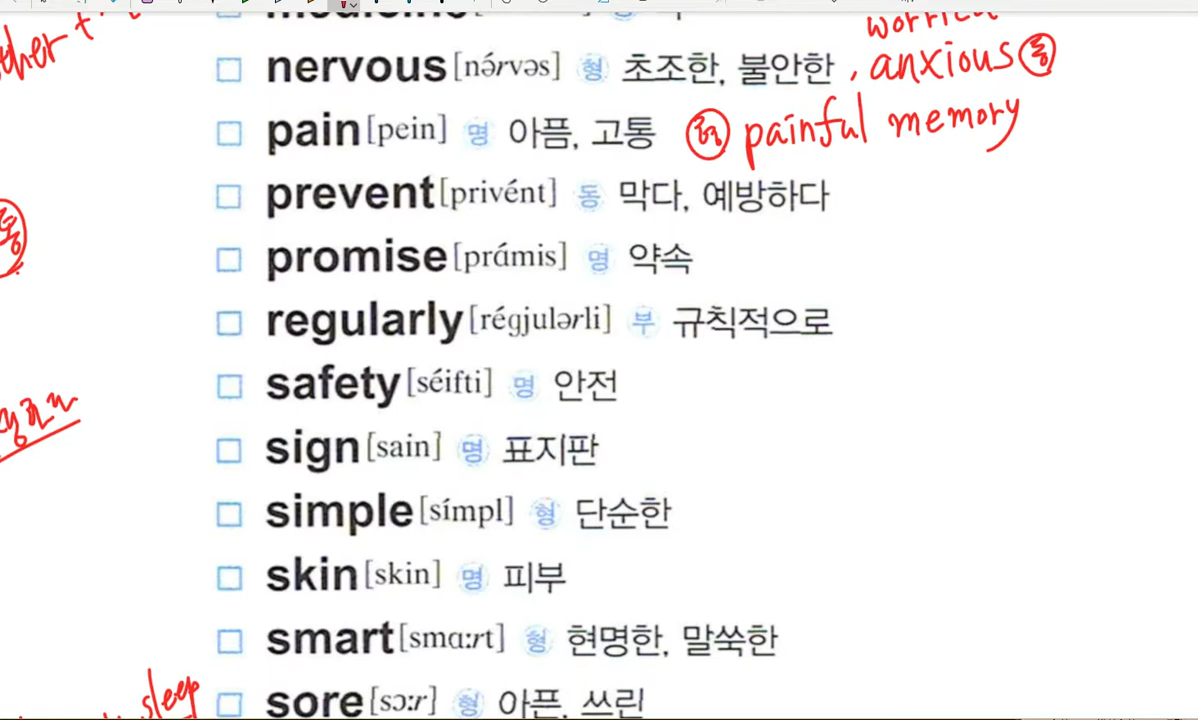 worried
nervous [nə́rvəs] 형 초조한, 불안한, anxious 동
pain [pein] 명 아픔, 고통 형 painful memory
prevent [privént] 동 막다, 예방하다
promise [prámis] 명 약속
regularly [régjulərli] 부 규칙적으로
safety [séifti] 명 안전
sign [sain] 명 표지판
simple [símpl] 형 단순한
skin [skin] 명 피부
smart [smɑːrt] 형 현명한, 말쑥한
sleep
sore [sɔːr] 형 아픈, 쓰린